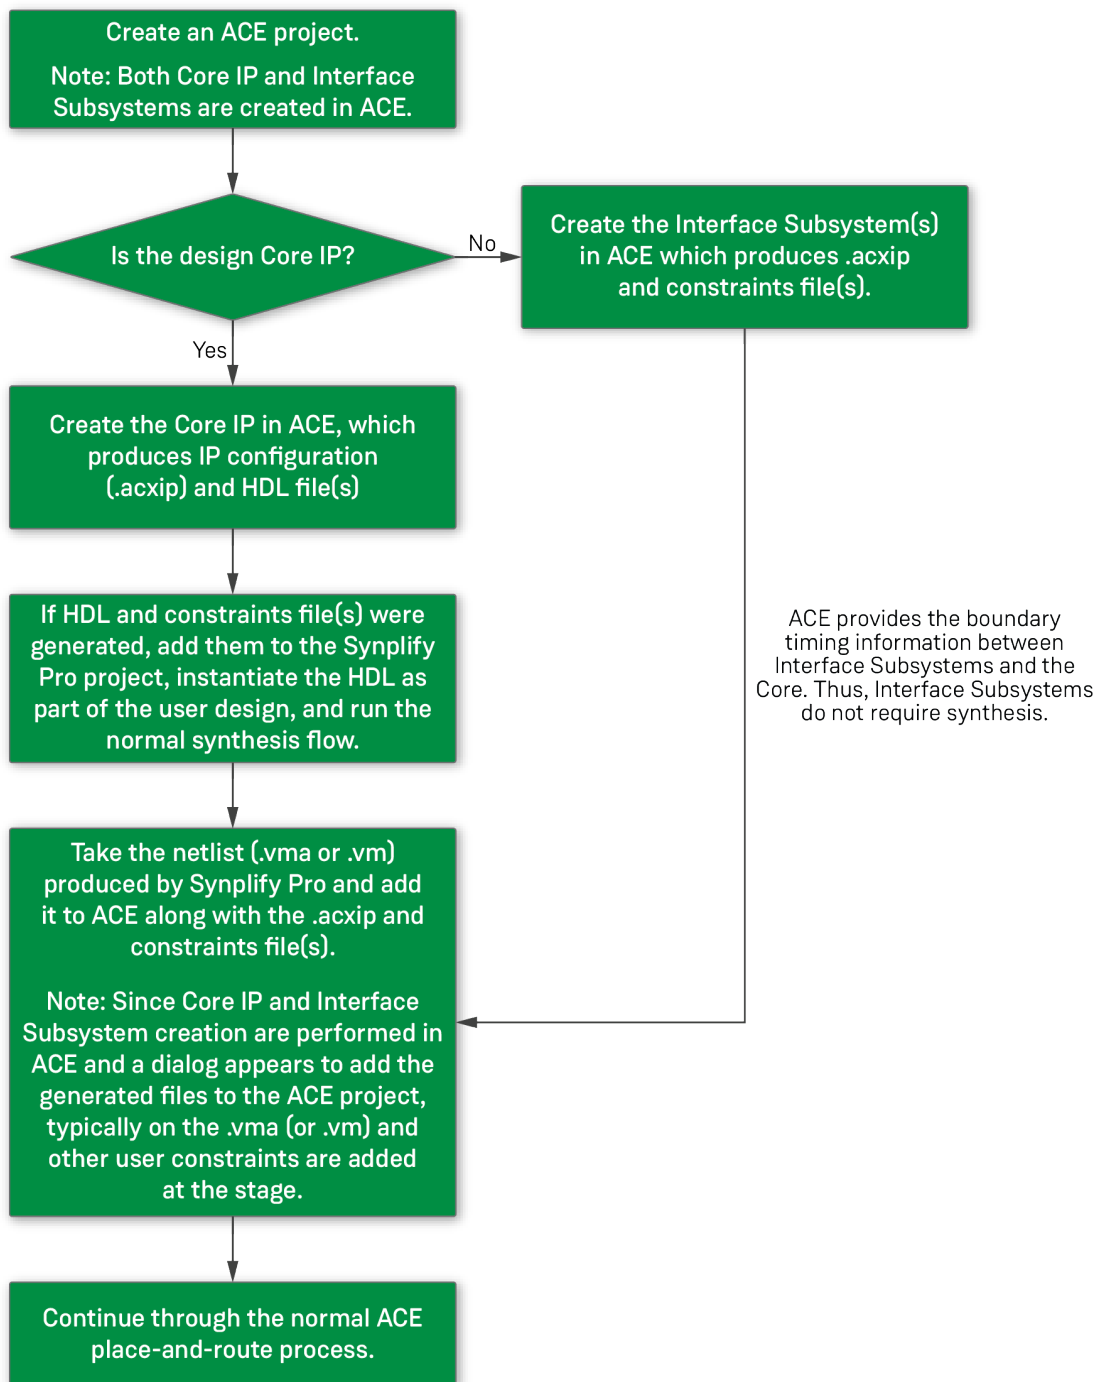 Create an ACE project.
Note: Both Core IP and Interface
Subsystems are created in ACE.
Is the design Core IP?
No
Create the Interface Subsystem(s)
in ACE which produces .acxip
and constraints file(s).
Yes
Create the Core IP in ACE, which
produces IP configuration
(.acxip) and HDL file(s)
If HDL and constraints file(s) were
generated, add them to the Synplify
Pro project, instantiate the HDL as
part of the user design, and run the
normal synthesis flow.
ACE provides the boundary
timing information between
Interface Subsystems and the
Core. Thus, Interface Subsystems
do not require synthesis.
Take the netlist (.vma or .vm)
produced by Synplify Pro and add
it to ACE along with the .acxip and
constraints file(s).
Note: Since Core IP and Interface
Subsystem creation are performed in
ACE and a dialog appears to add the
generated files to the ACE project,
typically on the .vma (or .vm) and
other user constraints are added
at the stage.
Continue through the normal ACE
place-and-route process.